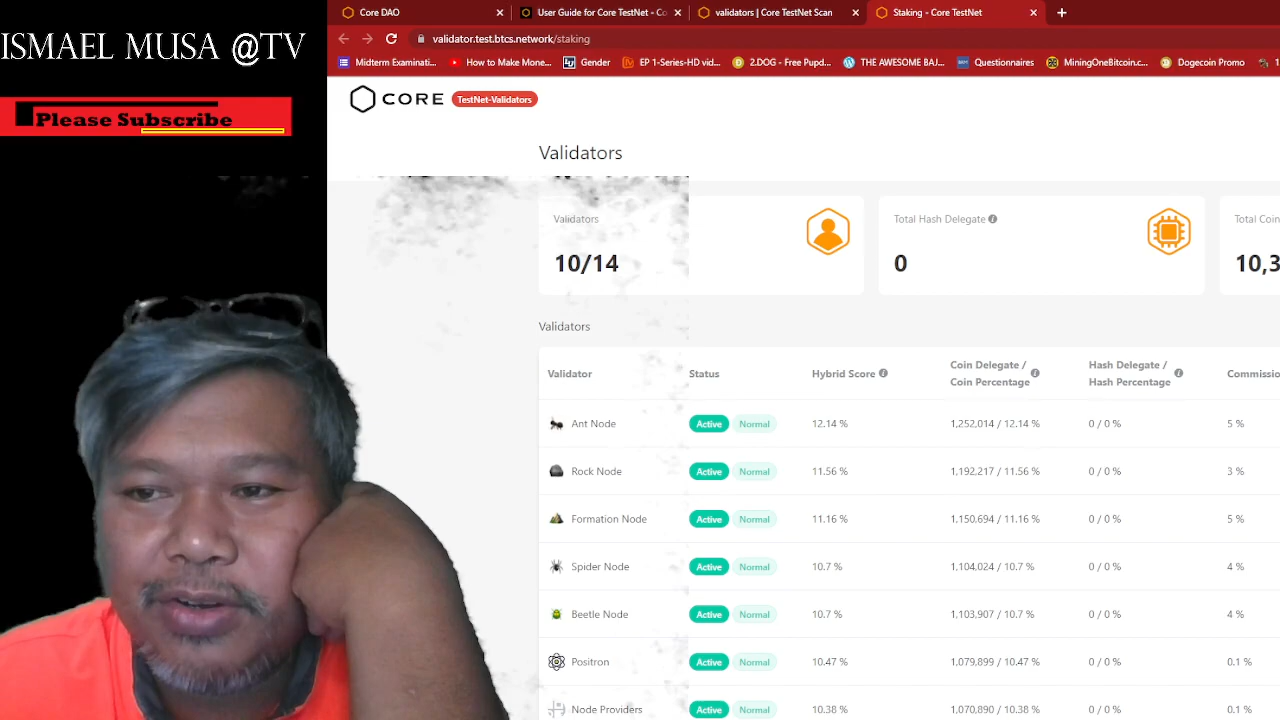 ISMAEL MUSA @TV
Please Subscribe
Core DAO
User Guide for Core TestNet - Co
validators | Core TestNet Scan
Staking - Core TestNet
validator.test.btcs.network/staking
Midterm Examinati...
How to Make Mone...
Gender
EP 1-Series-HD vid...
2.DOG - Free Pupd...
THE AWESOME BAJ...
Questionnaires
MiningOneBitcoin.c...
Dogecoin Promo
CORE TestNet-Validators
Validators
Validators
10/14
Total Hash Delegate
0
Total Coin
10,3
Validators
Validator Status Hybrid Score Coin Delegate / Coin Percentage Hash Delegate / Hash Percentage Commissio
Ant Node Active Normal 12.14 % 1,252,014 / 12.14 % 0 / 0 % 5 %
Rock Node Active Normal 11.56 % 1,192,217 / 11.56 % 0 / 0 % 3 %
Formation Node Active Normal 11.16 % 1,150,694 / 11.16 % 0 / 0 % 5 %
Spider Node Active Normal 10.7 % 1,104,024 / 10.7 % 0 / 0 % 4 %
Beetle Node Active Normal 10.7 % 1,103,907 / 10.7 % 0 / 0 % 4 %
Positron Active Normal 10.47 % 1,079,899 / 10.47 % 0 / 0 % 0.1 %
Node Providers Active Normal 10.38 % 1,070,890 / 10.38 % 0 / 0 % 0.1 %